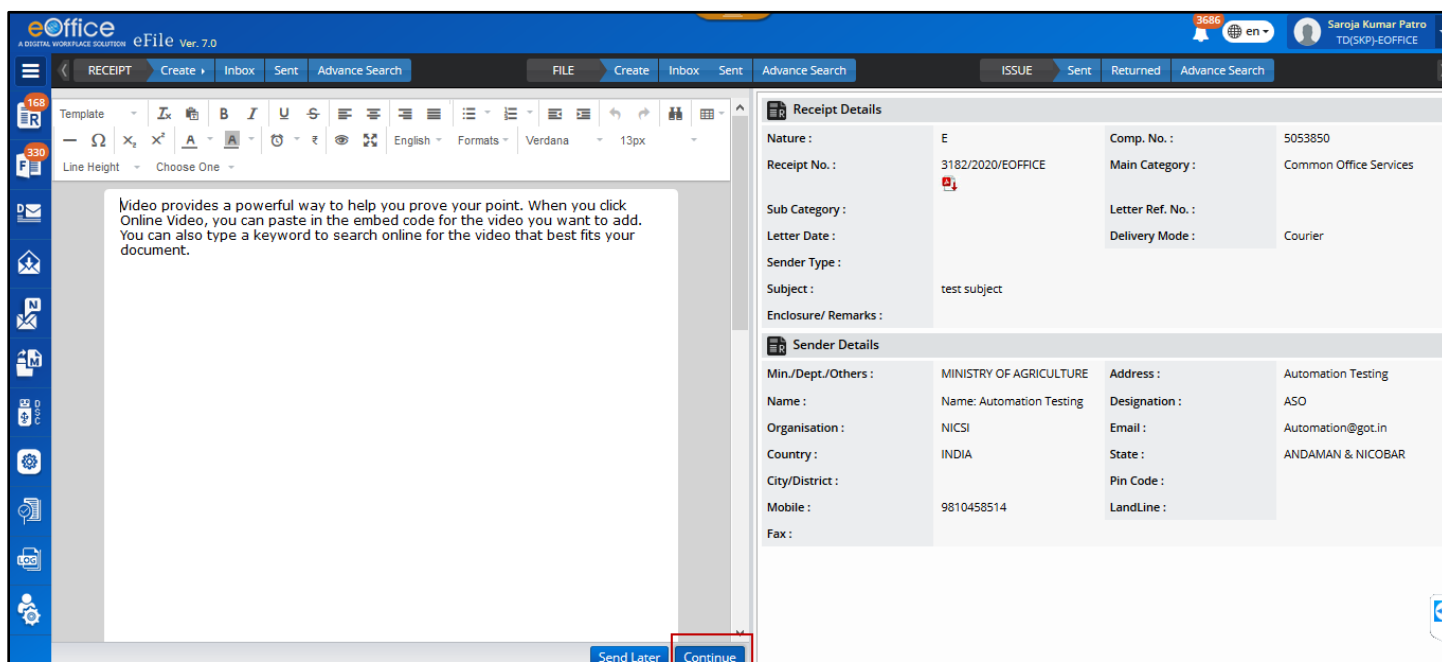 eOffice
A DIGITAL WORKPLACE SOLUTION eFile Ver. 7.0
3686
en
Saroja Kumar Patro
TD(SKP)-EOFFICE
RECEIPT Create Inbox Sent Advance Search FILE Create Inbox Sent Advance Search ISSUE Sent Returned Advance Search
168
R
330
F
D
N
M
DSC
LOG
Template Tx B I U S
Ω X₂ X² A A ₹ English Formats Verdana 13px
Line Height Choose One
Video provides a powerful way to help you prove your point. When you click
Online Video, you can paste in the embed code for the video you want to add.
You can also type a keyword to search online for the video that best fits your
document.
Send Later Continue
Receipt Details
Nature : E Comp. No. : 5053850
Receipt No. : 3182/2020/EOFFICE Main Category : Common Office Services
Sub Category : Letter Ref. No. :
Letter Date : Delivery Mode : Courier
Sender Type :
Subject : test subject
Enclosure/ Remarks :
Sender Details
Min./Dept./Others : MINISTRY OF AGRICULTURE Address : Automation Testing
Name : Name: Automation Testing Designation : ASO
Organisation : NICSI Email : Automation@got.in
Country : INDIA State : ANDAMAN & NICOBAR
City/District : Pin Code :
Mobile : 9810458514 LandLine :
Fax :